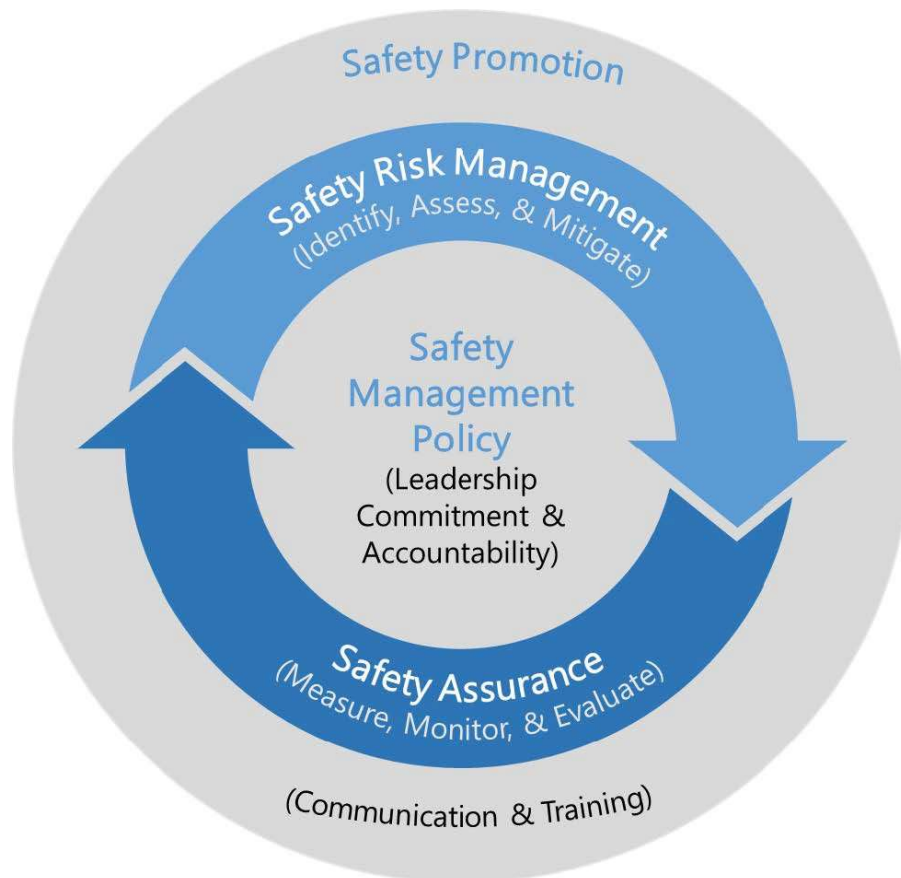 Safety Promotion
Safety Risk Management
(Identify, Assess, & Mitigate)
Safety
Management
Policy
(Leadership
Commitment &
Accountability)
Safety Assurance
(Measure, Monitor, & Evaluate)
(Communication & Training)